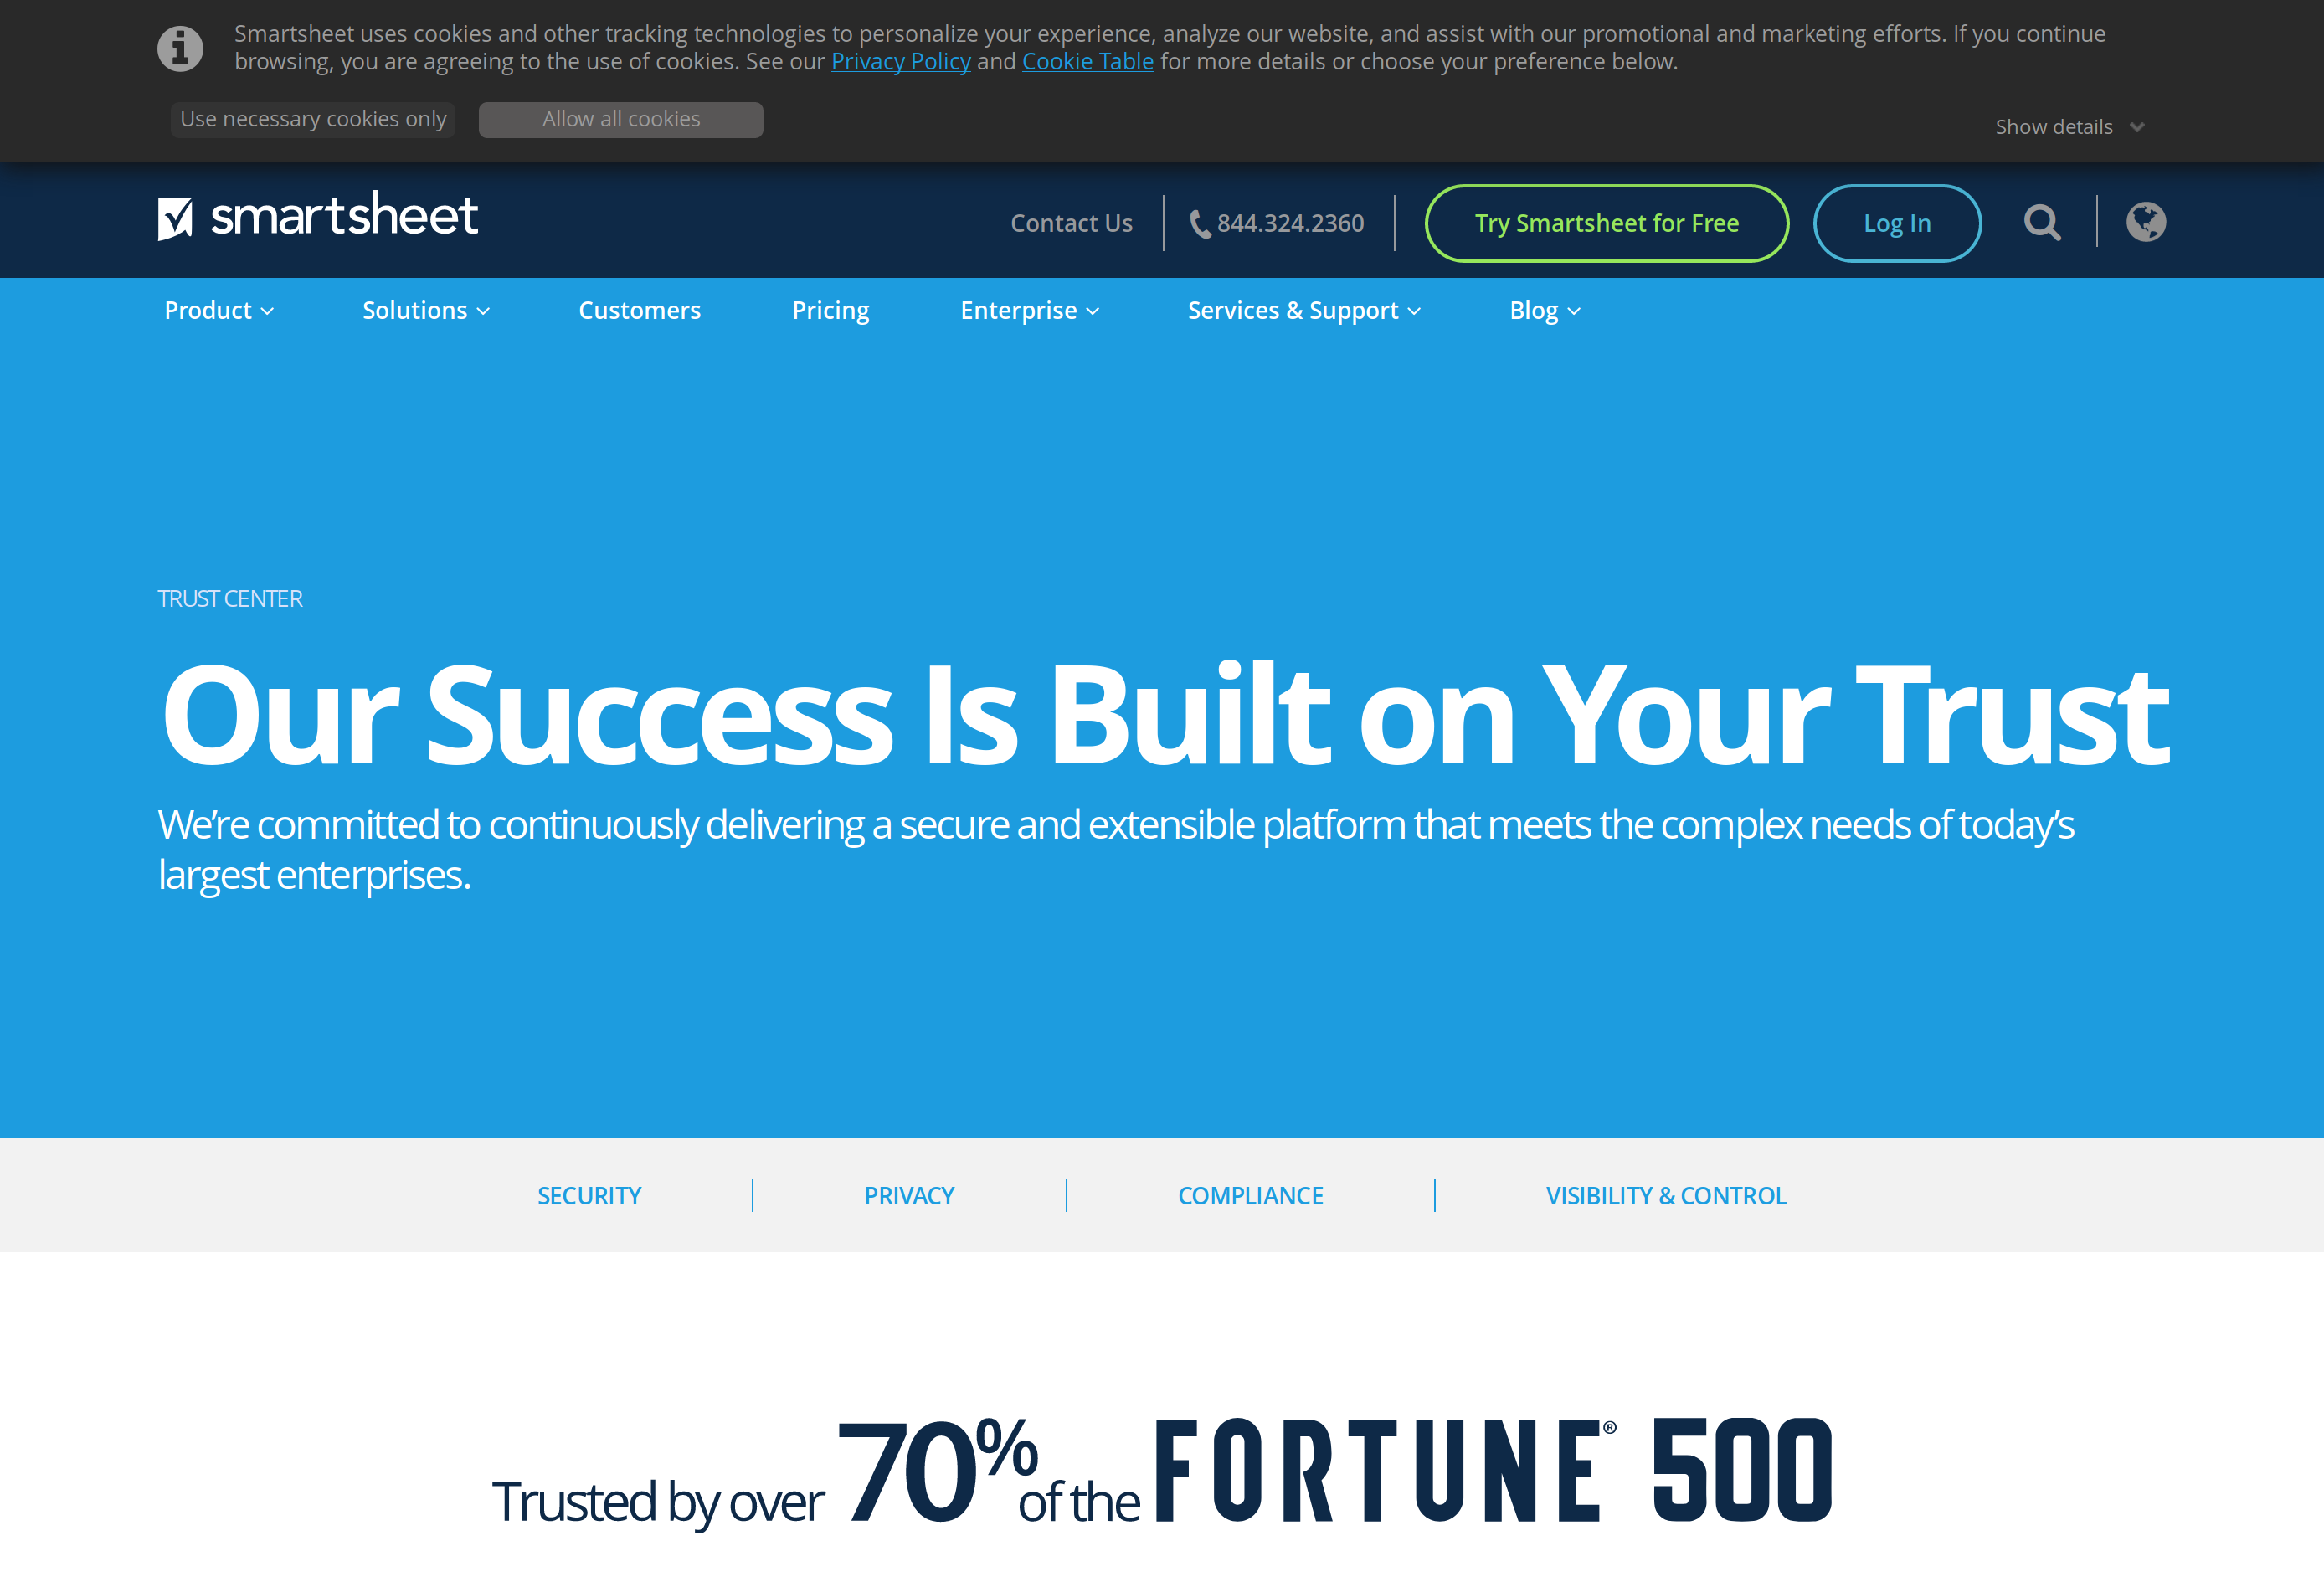 Smartsheet uses cookies and other tracking technologies to personalize your experience, analyze our website, and assist with our promotional and marketing efforts. If you continue
browsing, you are agreeing to the use of cookies. See our Privacy Policy and Cookie Table for more details or choose your preference below.
Use necessary cookies only Allow all cookies
Show details
smartsheet
Contact Us 844.324.2360 Try Smartsheet for Free Log In
Product Solutions Customers Pricing Enterprise Services & Support Blog
TRUST CENTER
Our Success Is Built on Your Trust
We’re committed to continuously delivering a secure and extensible platform that meets the complex needs of today’s
largest enterprises.
SECURITY PRIVACY COMPLIANCE VISIBILITY & CONTROL
Trusted by over 70% of the FORTURNE® 500